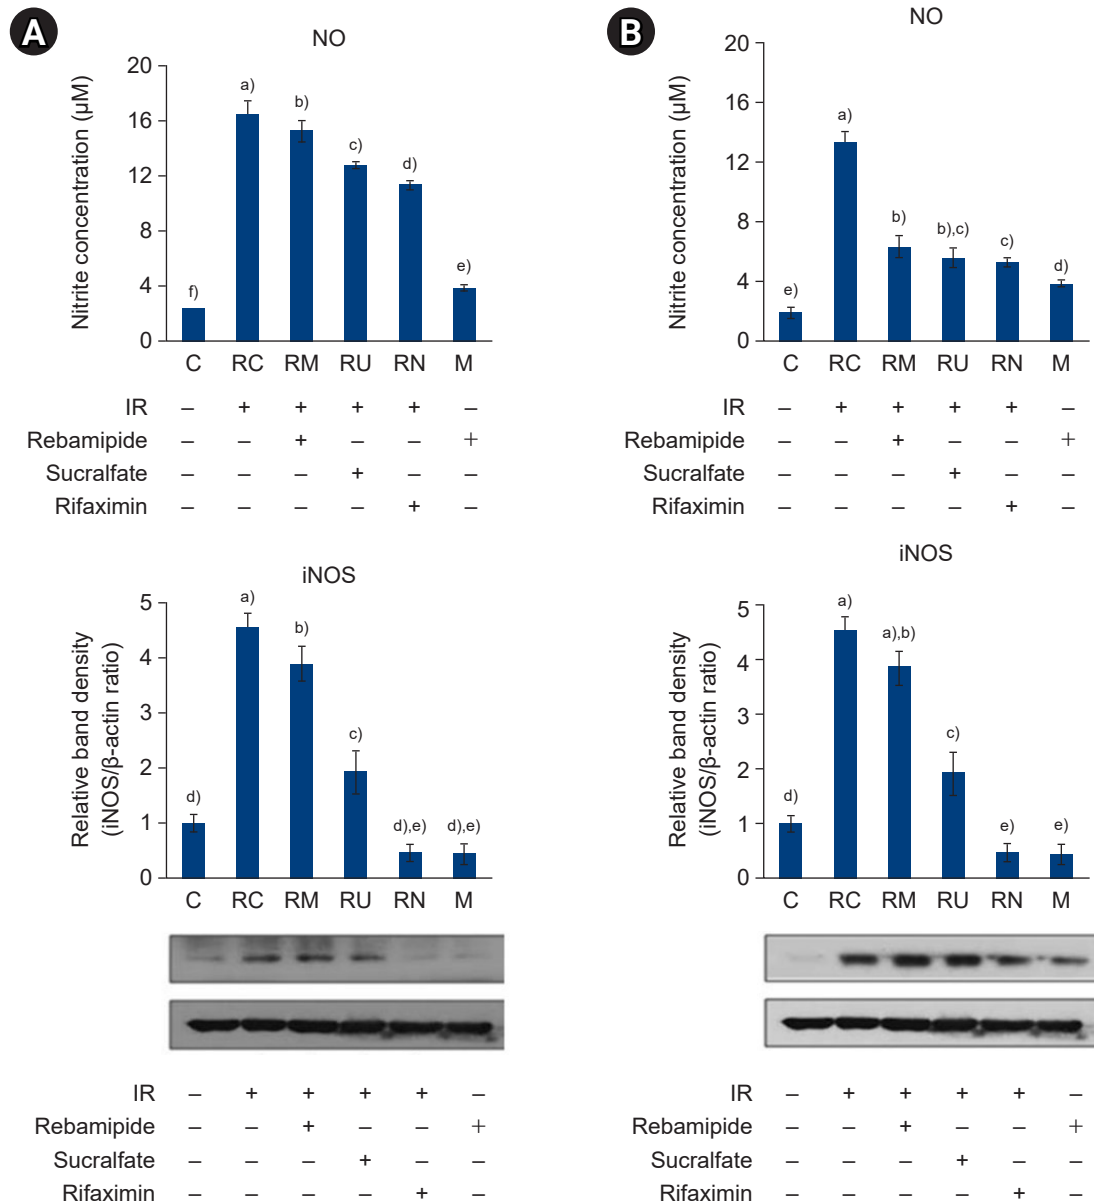 A
NO
Nitrite concentration (μM)
20
16
12
8
4
0
f)
a)
b)
c)
d)
e)
C RC RM RU RN M
IR – + + + + –
Rebamipide – – + – – +
Sucralfate – – – + – –
Rifaximin – – – – + –
iNOS
Relative band density
(iNOS/β-actin ratio)
5
4
3
2
1
0
d)
a)
b)
c)
d),e)
d),e)
C RC RM RU RN M
IR – + + + + –
Rebamipide – – + – – +
Sucralfate – – – + – –
Rifaximin – – – – + –
B
NO
Nitrite concentration (μM)
20
16
12
8
4
0
e)
a)
b)
b),c)
c)
d)
C RC RM RU RN M
IR – + + + + –
Rebamipide – – + – – +
Sucralfate – – – + – –
Rifaximin – – – – + –
iNOS
Relative band density
(iNOS/β-actin ratio)
5
4
3
2
1
0
d)
a)
a),b)
c)
e)
e)
C RC RM RU RN M
IR – + + + + –
Rebamipide – – + – – +
Sucralfate – – – + – –
Rifaximin – – – – + –